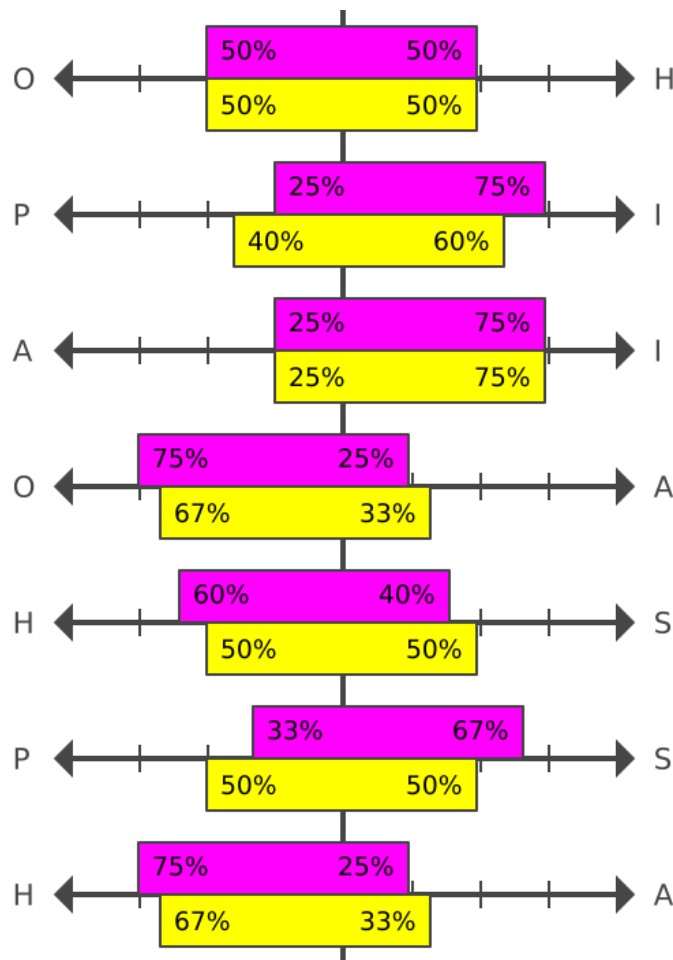 50% 50%
O H
50% 50%
25% 75%
P I
40% 60%
25% 75%
A I
25% 75%
75% 25%
O A
67% 33%
60% 40%
H S
50% 50%
33% 67%
P S
50% 50%
75% 25%
H A
67% 33%